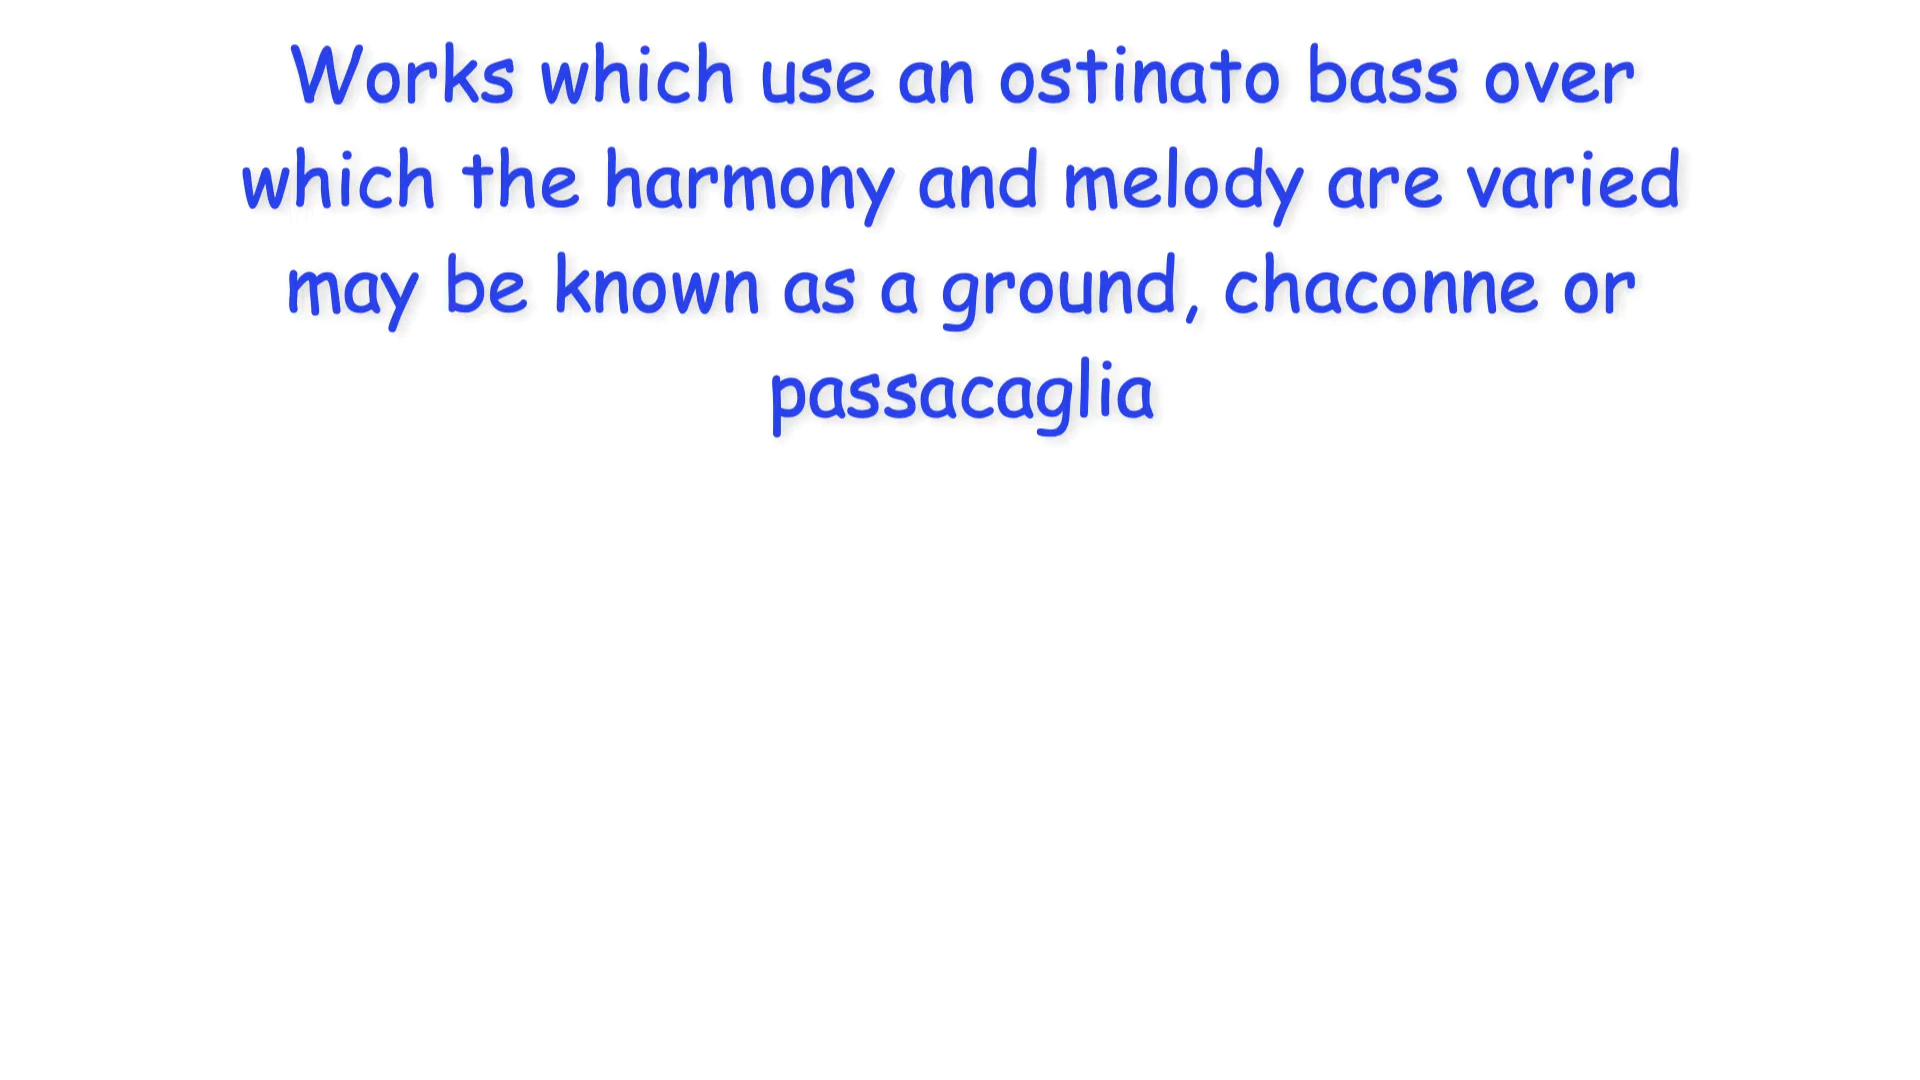 Works which use an ostinato bass over
which the harmony and melody are varied
may be known as a ground, chaconne or
passacaglia